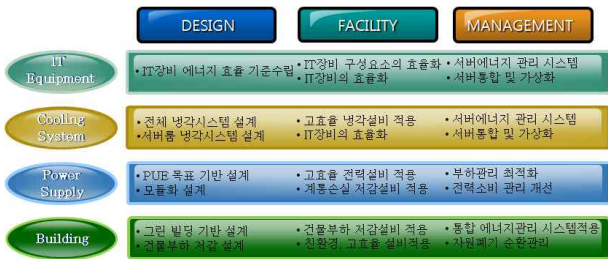 DESIGN
FACILITY
MANAGEMENT
IT
Equipment
• IT장비 에너지 효율 기준수립
• IT장비 구성요소의 효율화
• IT장비의 효율화
• 서버에너지 관리 시스템
• 서버통합 및 가상화
Cooling
System
• 전체 냉각시스템 설계
• 서버룸 냉각시스템 설계
• 고효율 냉각설비 적용
• IT장비의 효율화
• 서버에너지 관리 시스템
• 서버통합 및 가상화
Power
Supply
• PUE 목표 기반 설계
• 모듈화 설계
• 고효율 전력설비 적용
• 계통손실 저감설비 적용
• 부하관리 최적화
• 전력소비 관리 개선
Building
• 그린 빌딩 기반 설계
• 건물부하 저감 설계
• 건물부하 저감설비 적용
• 친환경, 고효율 설비적용
• 통합 에너지관리 시스템적용
• 자원폐기 순환관리